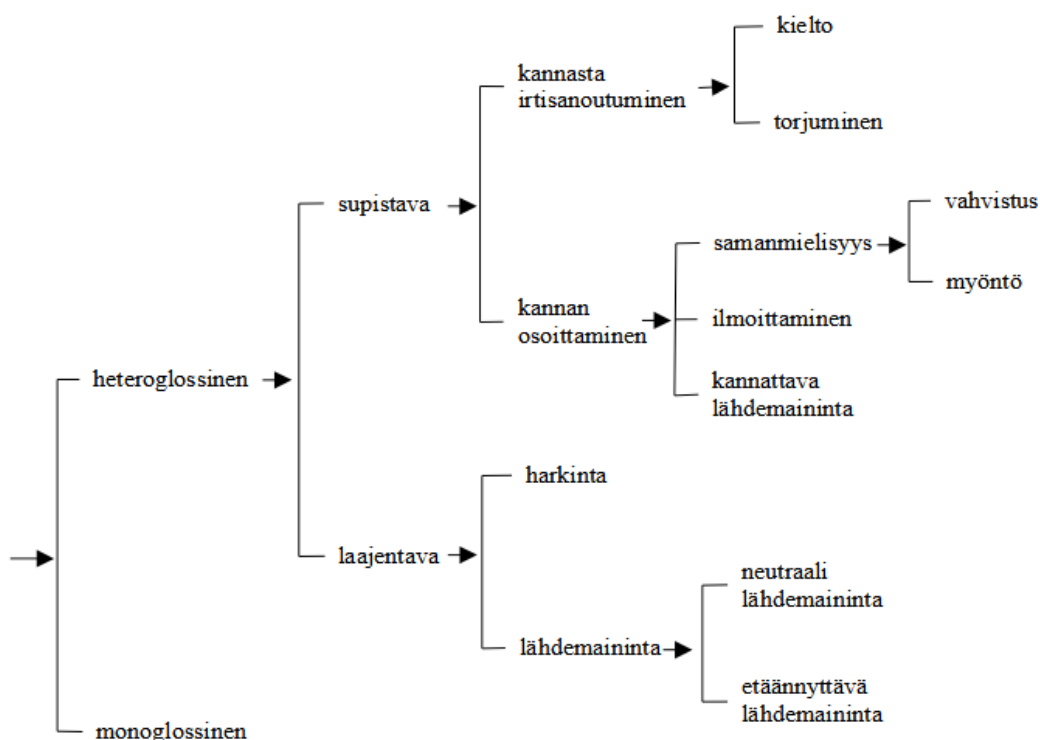 kielto
kannasta
irtisanoutuminen
torjuminen
supistava
vahvistus
samanmielisyys
myöntö
kannan
osoittaminen
ilmoittaminen
heteroglossinen
kannattava
lähdemaininta
harkinta
laajentava
neutraali
lähdemaininta
lähdemaininta
etäännyttävä
lähdemaininta
monoglossinen